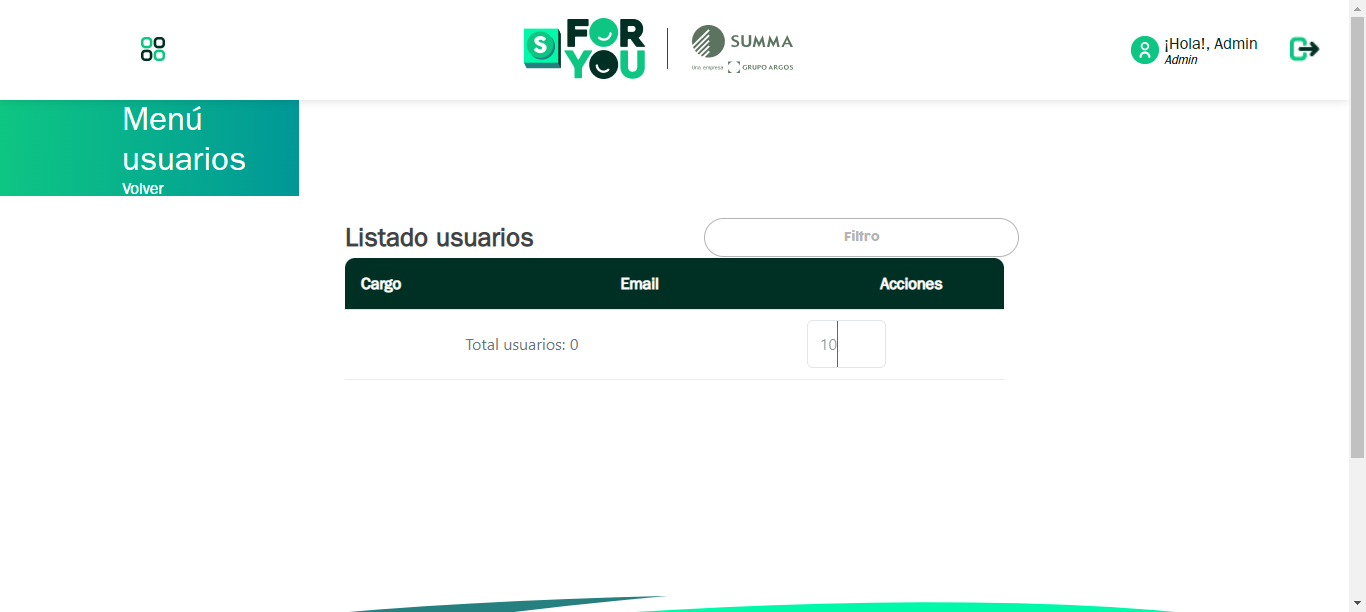 S FOR
YOU
SUMMA
Una empresa GRUPO ARGOS
¡Hola!, Admin
Admin
Menú
usuarios
Volver
Listado usuarios
Filtro
Cargo Email Acciones
Total usuarios: 0 10